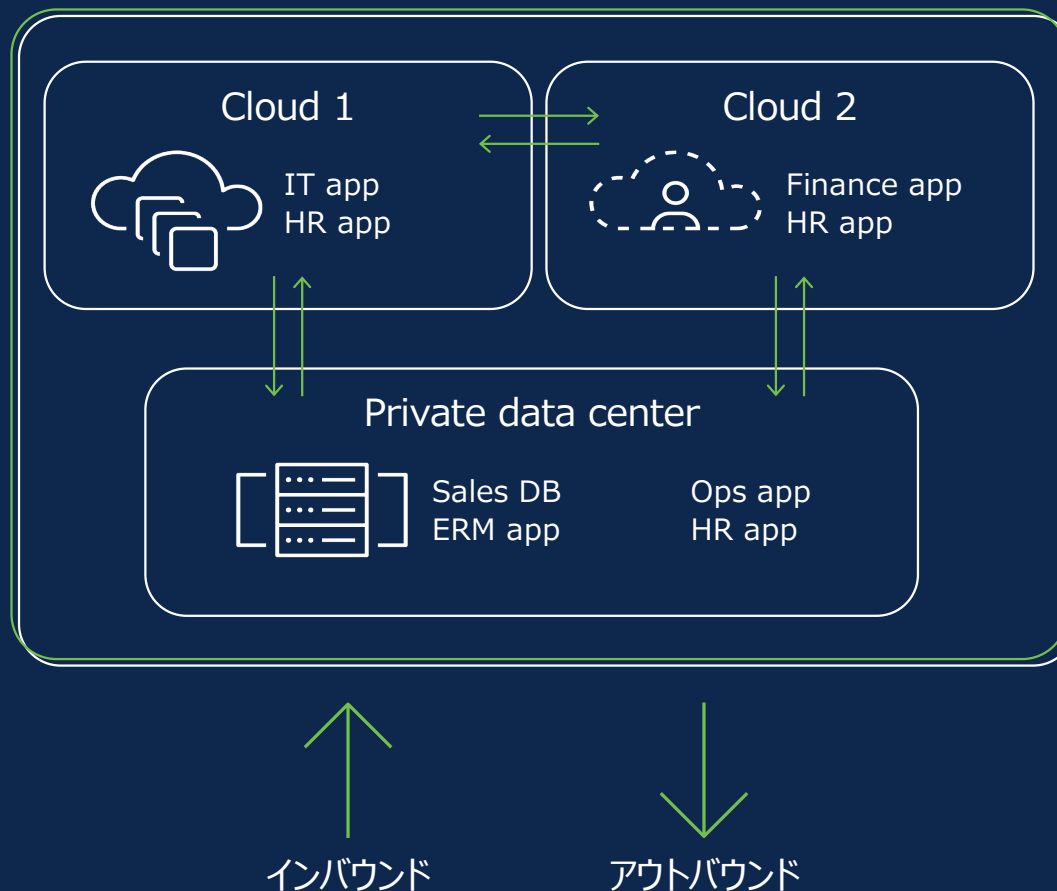 Cloud 1
IT app
HR app
Cloud 2
Finance app
HR app
Private data center
Sales DB
ERM app
Ops app
HR app
インバウンド
アウトバウンド